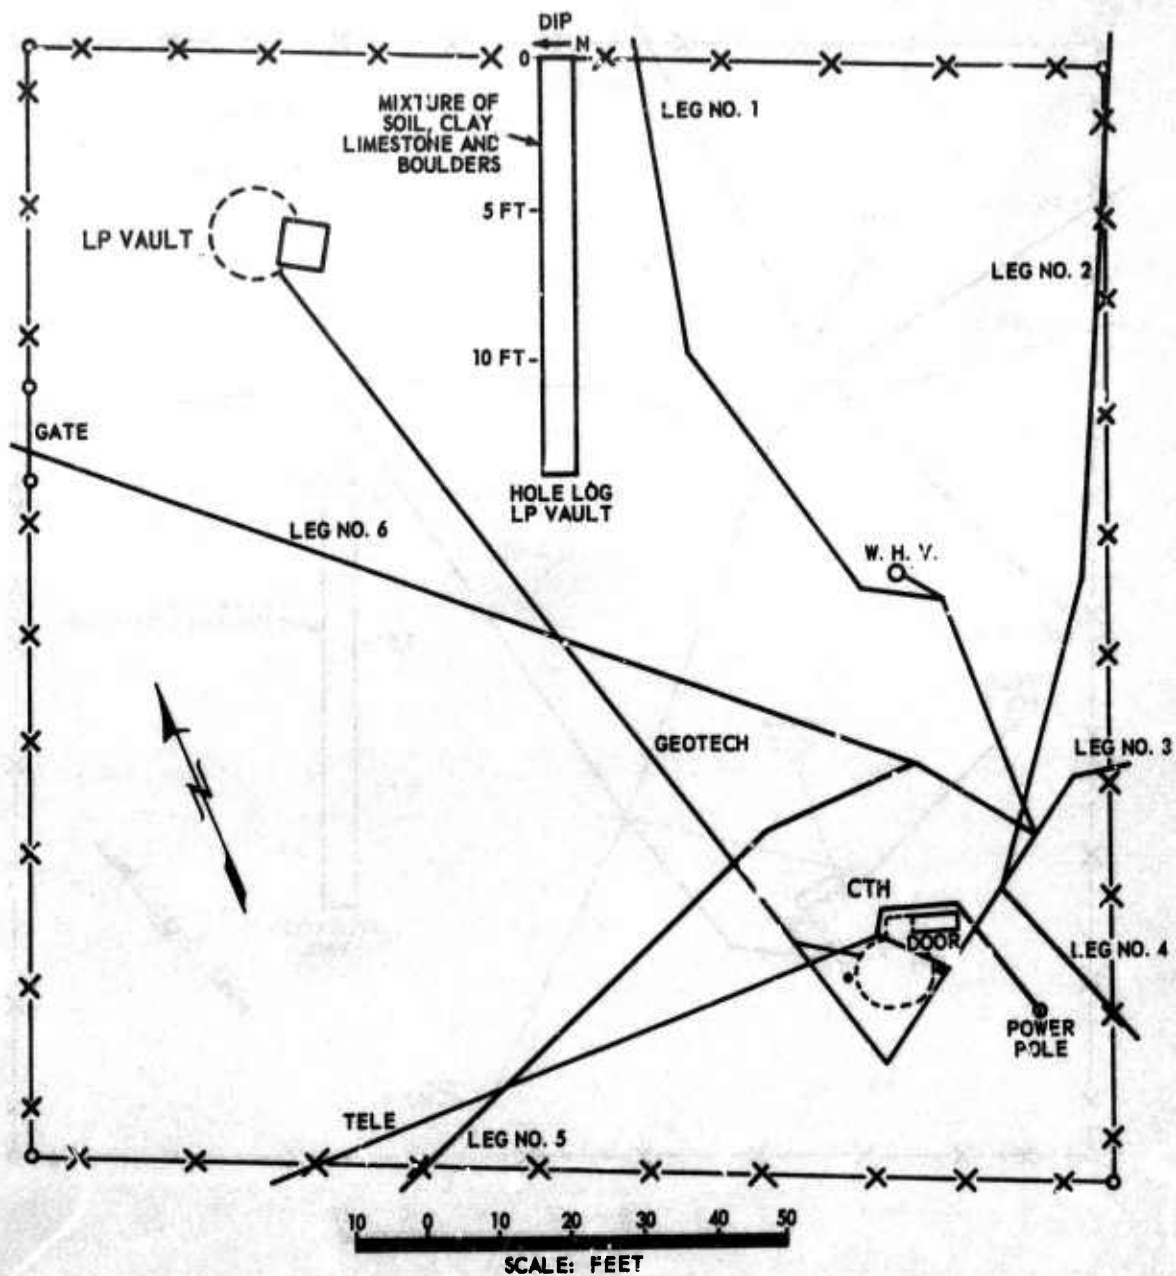 DIP
N
0
MIXTURE OF
SOIL, CLAY
LIMESTONE AND
BOULDERS
LEG NO. 1
5 FT
LP VAULT
LEG NO. 2
10 FT
GATE
HOLE LOG
LP VAULT
LEG NO. 6
W. H. V.
GEOTECH
LEG NO. 3
CTH
DOOR
LEG NO. 4
POWER
POLE
TELE
LEG NO. 5
10 0 10 20 30 40 50
SCALE: FEET